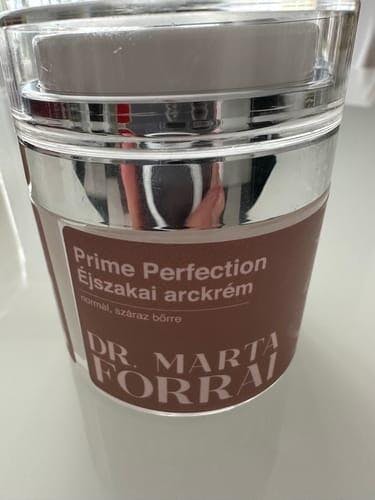 Prime Perfection
Éjszakai arckrém
normál, száraz bőrre
DR. MARTA
FORRAI